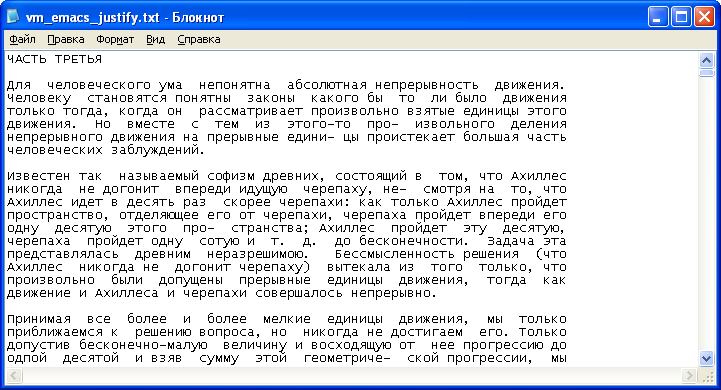 vm_emacs_justify.txt - Блокнот
Файл Правка Формат Вид Справка
ЧАСТЬ ТРЕТЬЯ
Для человеческого ума непонятна абсолютная непрерывность движения.
Человеку становятся понятны законы какого бы то ли было движения
только тогда, когда он рассматривает произвольно взятые единицы этого
движения. Но вместе с тем из этого-то про- извольного деления
непрерывного движения на прерывные едини- цы проистекает большая часть
человеческих заблуждений.
Известен так называемый софизм древних, состоящий в том, что Ахиллес
никогда не догонит впереди идущую черепаху, не- смотря на то, что
Ахиллес идет в десять раз скорее черепахи: как только Ахиллес пройдет
пространство, отделяющее его от черепахи, черепаха пройдет впереди его
одну десятую этого про- странства; Ахиллес пройдет эту десятую,
черепаха пройдет одну сотую и т. д. до бесконечности. Задача эта
представлялась древним неразрешимою. Бессмысленность решения (что
Ахиллес никогда не догонит черепаху) вытекала из того только, что
произвольно были допущены прерывные единицы движения, тогда как
движение и Ахиллеса и черепахи совершалось непрерывно.
Принимая все более и более мелкие единицы движения, мы только
приближаемся к решению вопроса, но никогда не достигаем его. Только
допустив бесконечно-малую величину и восходящую от нее прогрессию до
одпой десятой и взяв сумму этой геометриче- ской прогрессии, мы